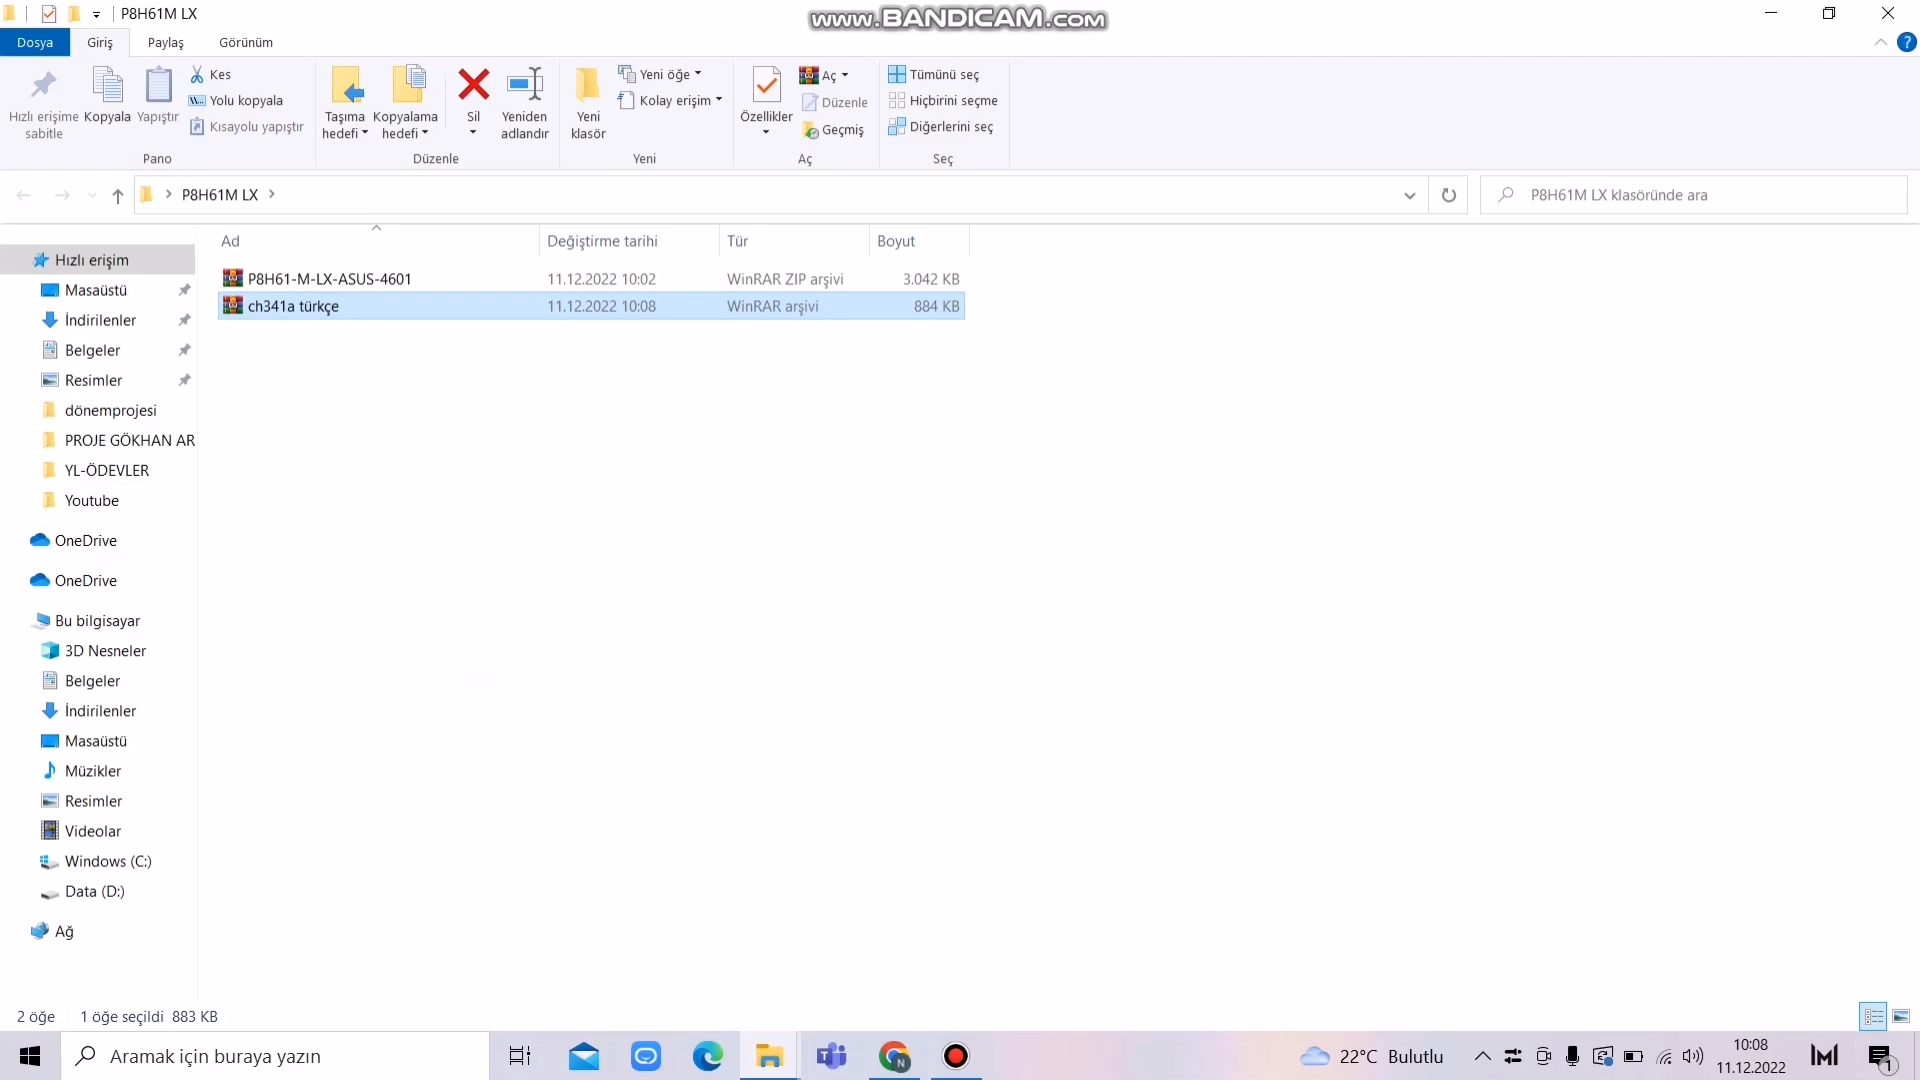 P8H61M LX
www.BANDICAM.com
Dosya Giriş Paylaş Görünüm
Hızlı erişime sabitle
Kopyala
Yapıştır
Kes
Yolu kopyala
Kısayolu yapıştır
Pano
Taşıma hedefi
Kopyalama hedefi
Sil
Yeniden adlandır
Düzenle
Yeni klasör
Yeni öğe
Kolay erişim
Yeni
Özellikler
Aç
Düzenle
Geçmiş
Aç
Tümünü seç
Hiçbirini seçme
Diğerlerini seç
Seç
P8H61M LX
P8H61M LX klasöründe ara
Ad Değiştirme tarihi Tür Boyut
P8H61-M-LX-ASUS-4601 11.12.2022 10:02 WinRAR ZIP arşivi 3.042 KB
ch341a türkçe 11.12.2022 10:08 WinRAR arşivi 884 KB
Hızlı erişim
Masaüstü
İndirilenler
Belgeler
Resimler
dönemprojesi
PROJE GÖKHAN AR
YL-ÖDEVLER
Youtube
OneDrive
OneDrive
Bu bilgisayar
3D Nesneler
Belgeler
İndirilenler
Masaüstü
Müzikler
Resimler
Videolar
Windows (C:)
Data (D:)
Ağ
2 öğe 1 öğe seçildi 883 KB
Aramak için buraya yazın
22°C Bulutlu
10:08
11.12.2022
1